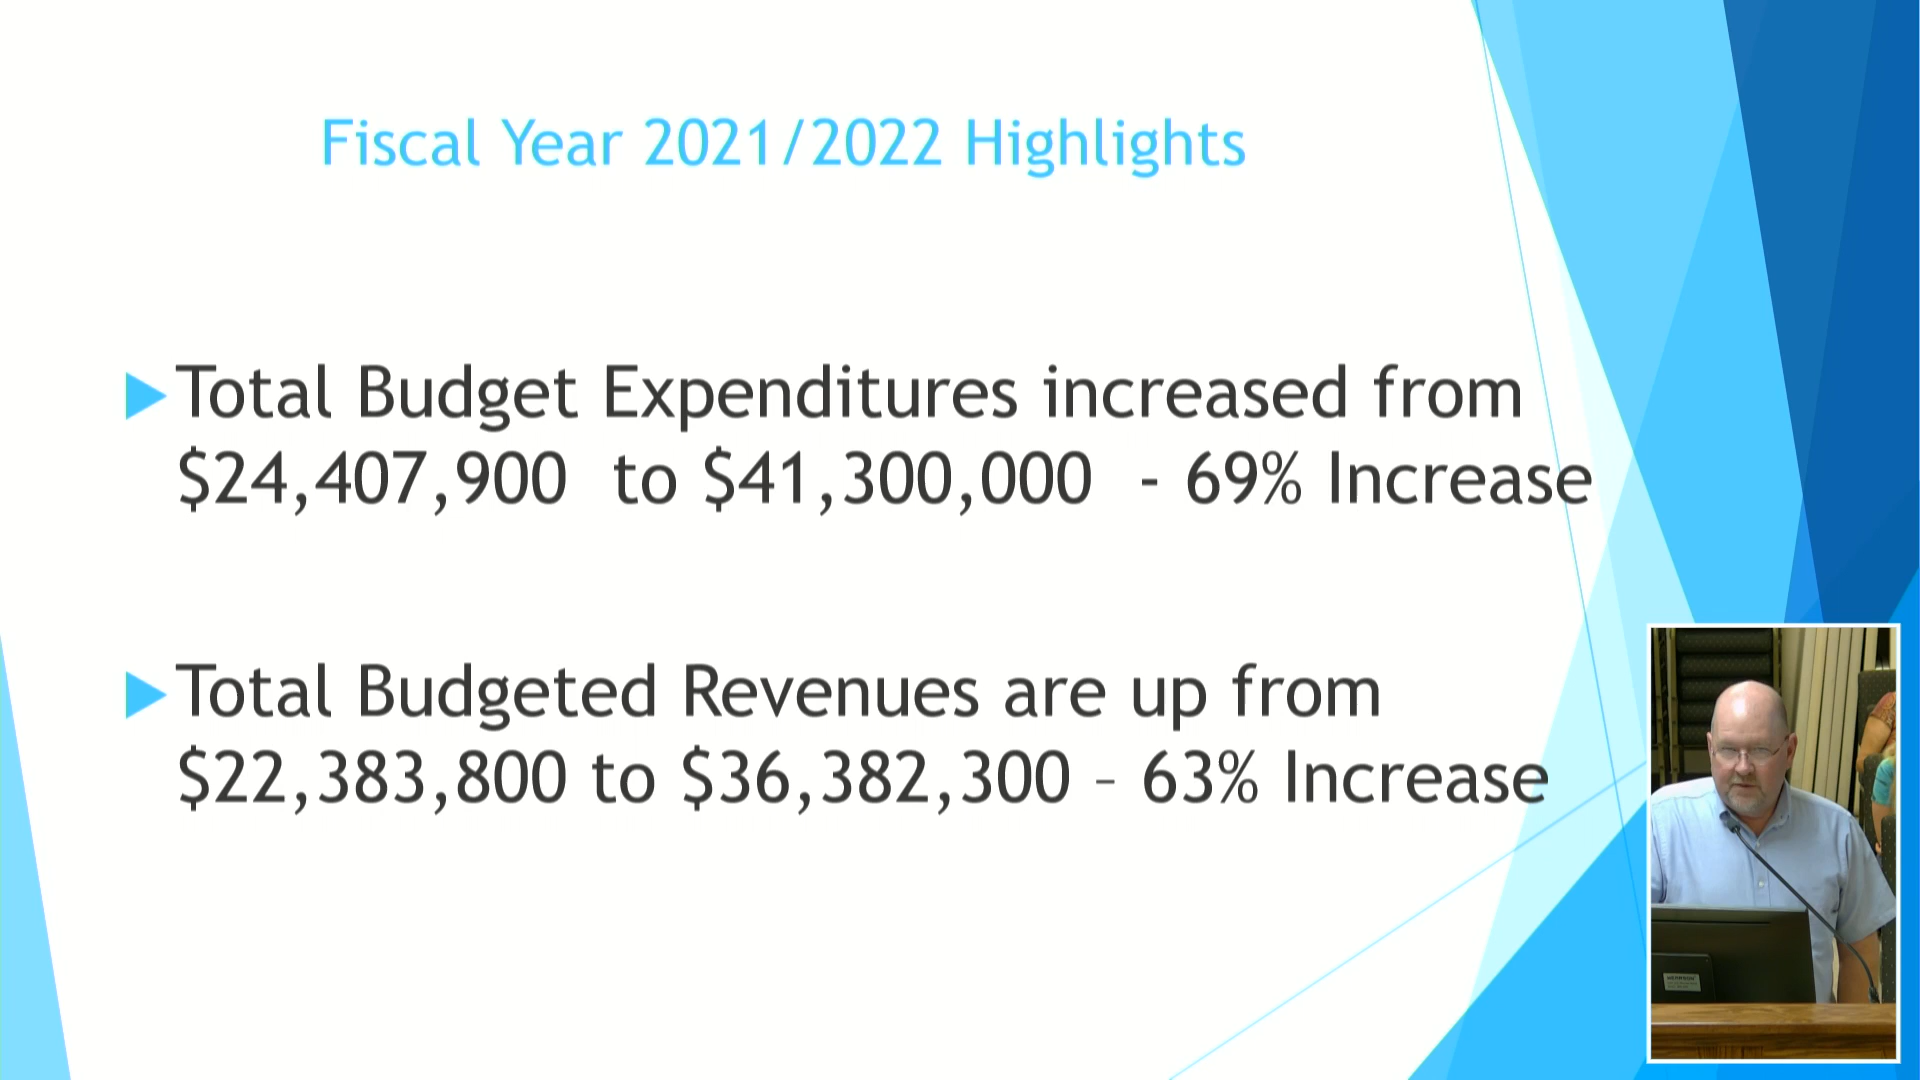 Fiscal Year 2021/2022 Highlights
Total Budget Expenditures increased from
$24,407,900 to $41,300,000 - 69% Increase
Total Budgeted Revenues are up from
$22,383,800 to $36,382,300 – 63% Increase